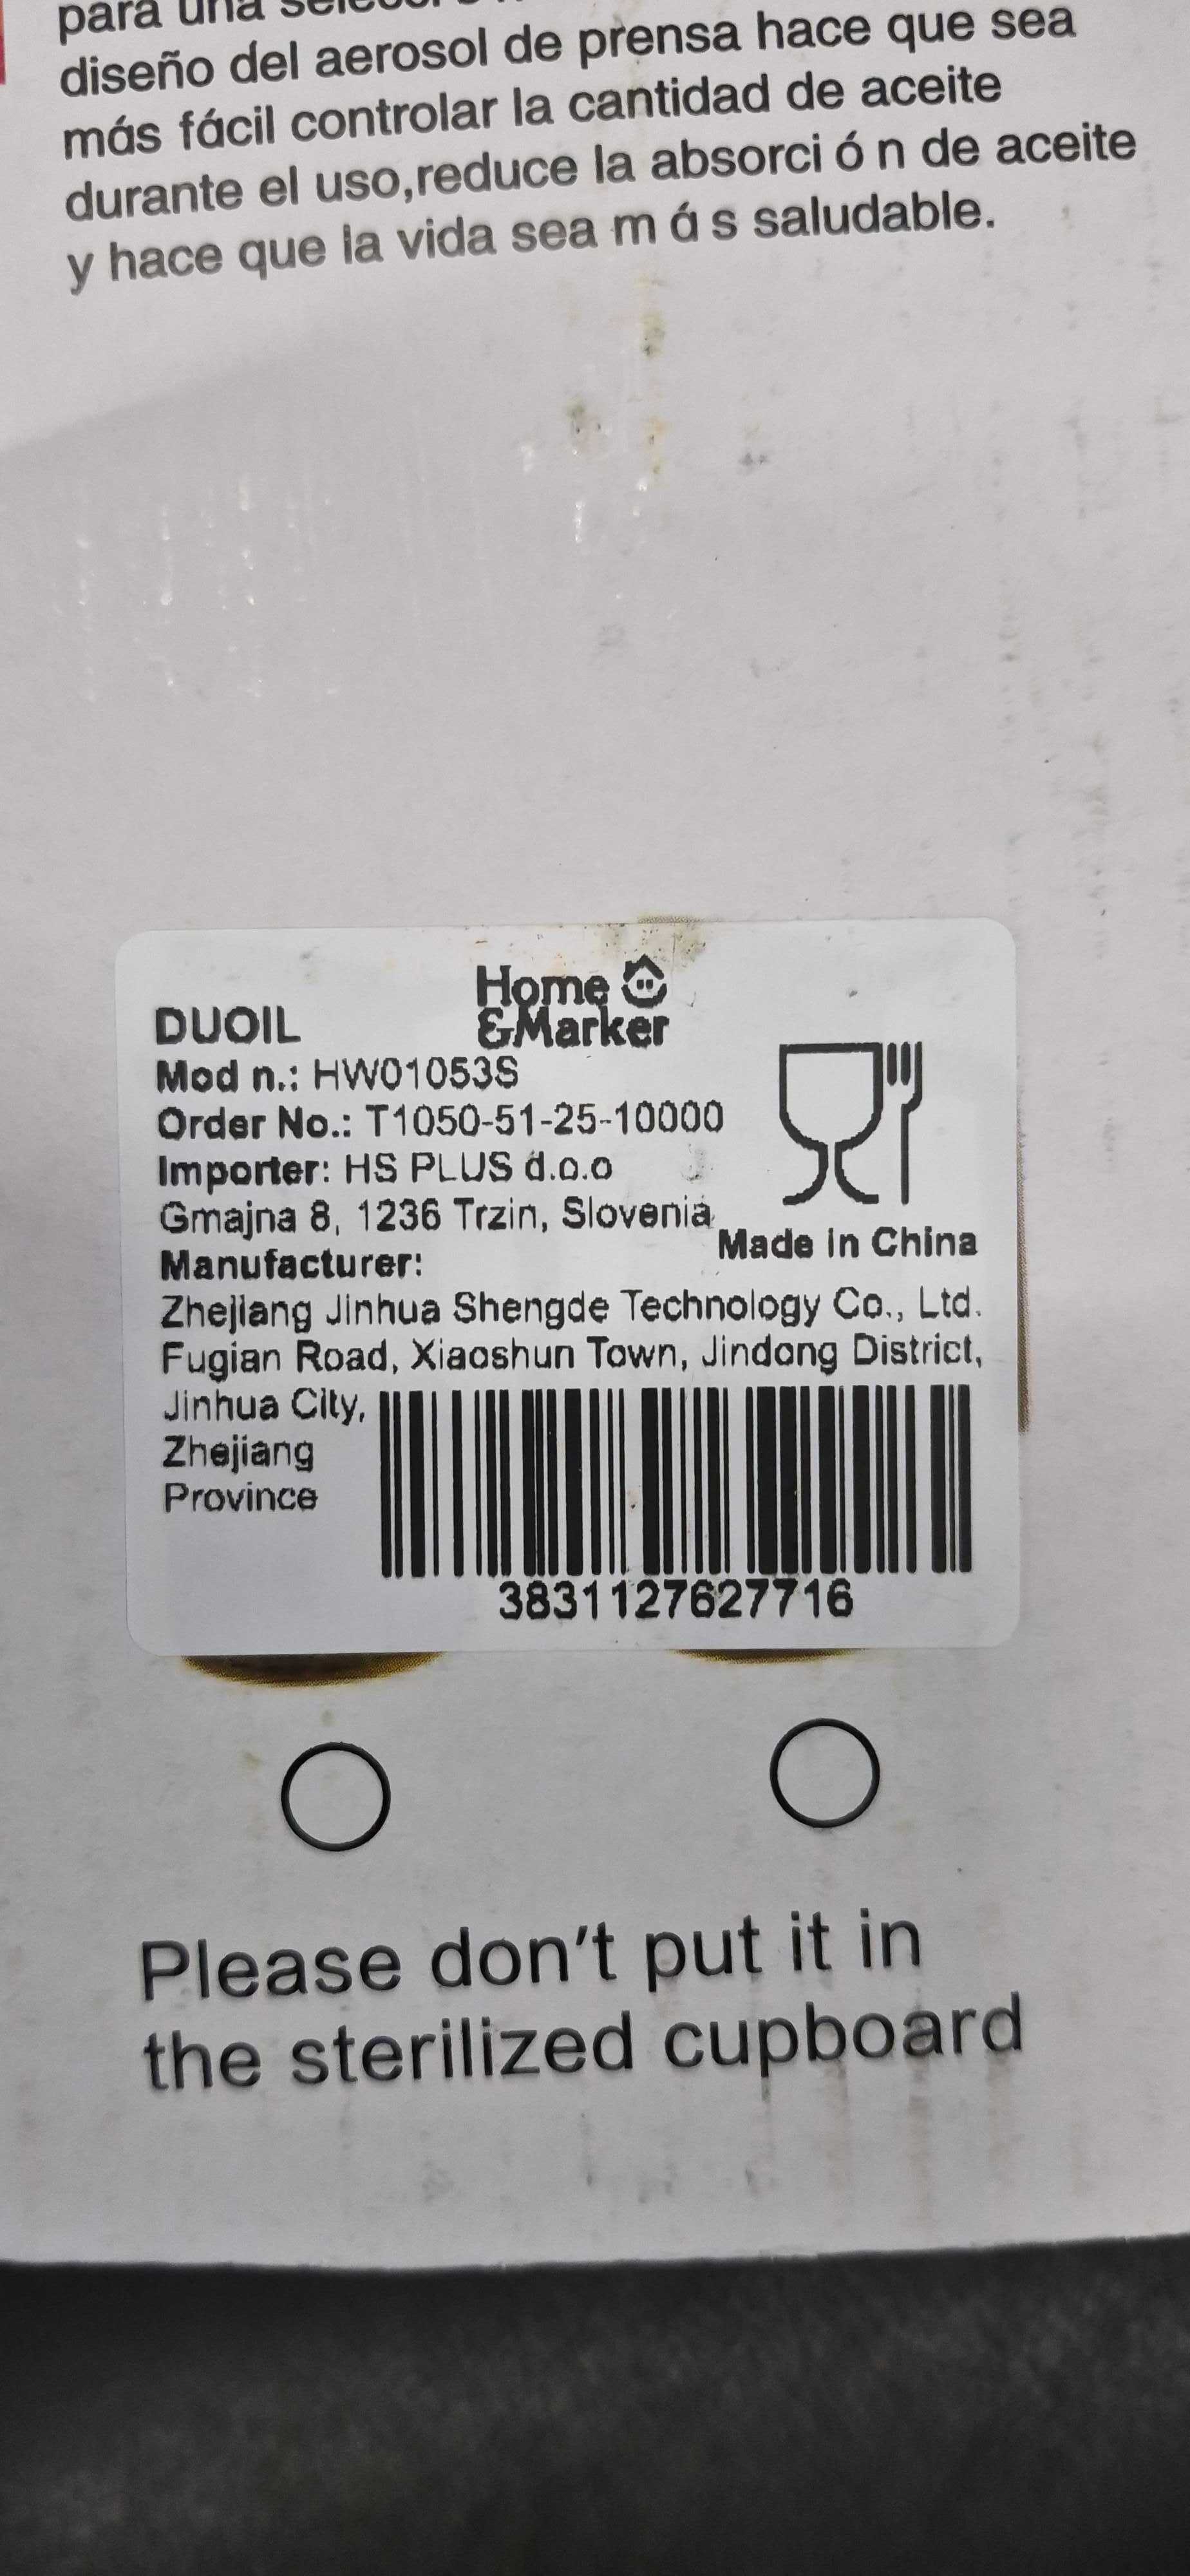 para una
diseño del aerosol de prensa hace que sea
más fácil controlar la cantidad de aceite
durante el uso,reduce la absorci ó n de aceite
y hace que la vida sea m á s saludable.
Home
&Marker
DUOIL
Mod n.: HW01053S
Order No.: T1050-51-25-10000
Importer: HS PLUS d.o.o
Gmajna 8, 1236 Trzin, Slovenia
Made in China
Manufacturer:
Zhejiang Jinhua Shengde Technology Co., Ltd.
Fugian Road, Xiaoshun Town, Jindong District,
Jinhua City,
Zhejiang
Province
3831127627716
Please don't put it in
the sterilized cupboard